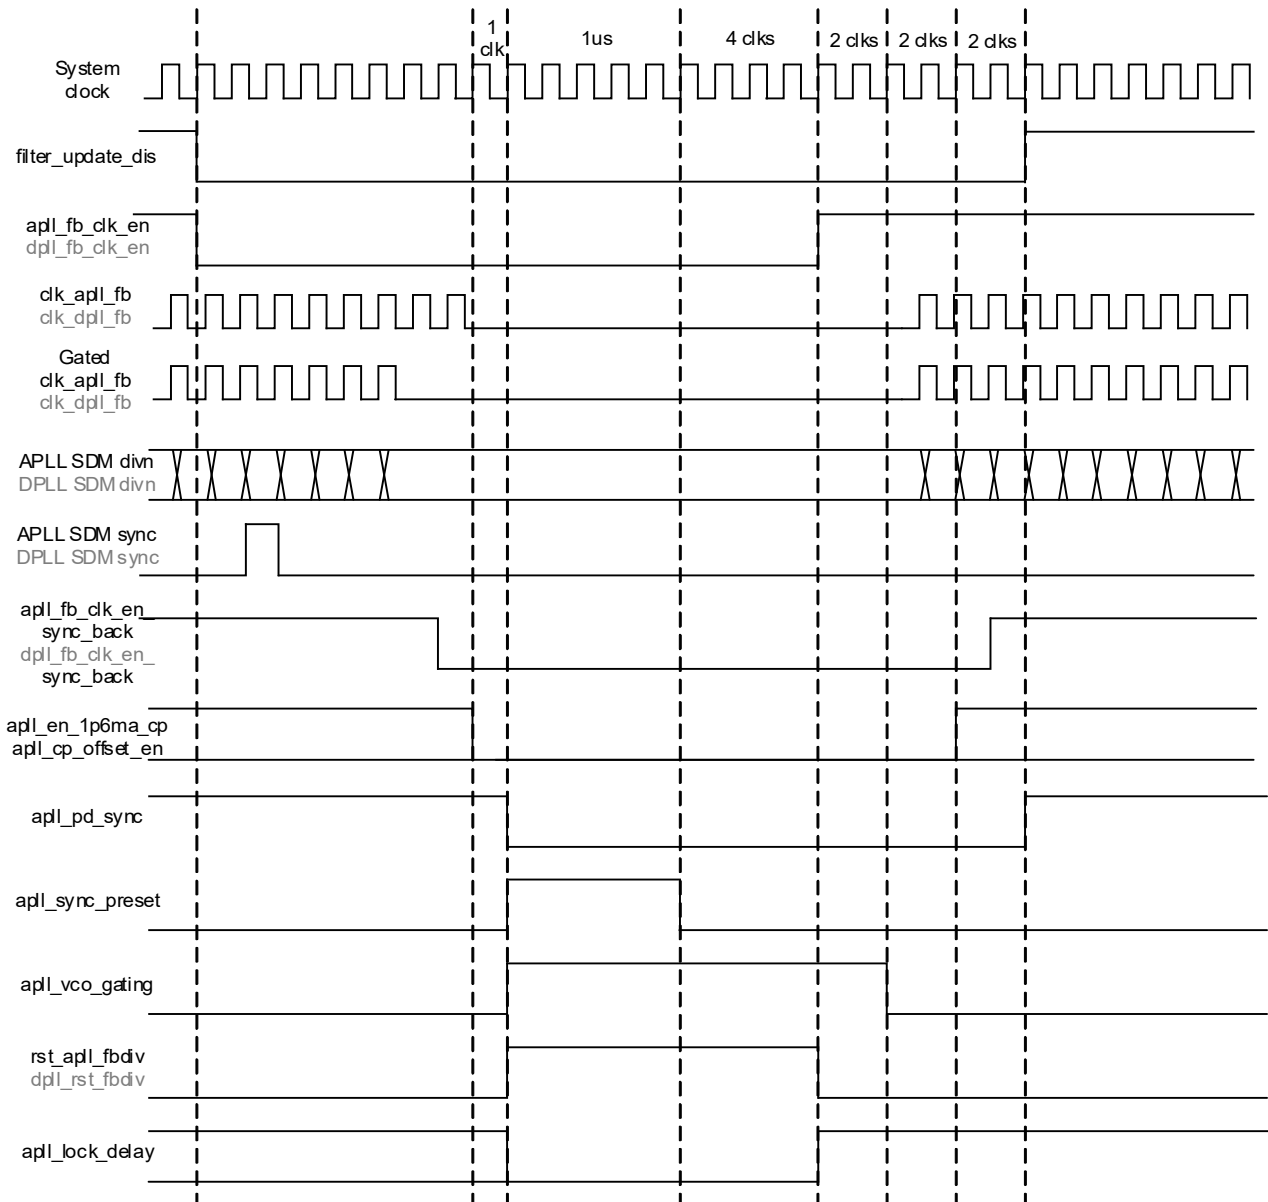 1
clk
1us
4 clks
2 clks
2 clks
2 clks
System
clock
filter_update_dis
apll_fb_clk_en
dpll_fb_clk_en
clk_apll_fb
clk_dpll_fb
Gated
clk_apll_fb
clk_dpll_fb
APLL SDM divn
DPLL SDM divn
APLL SDM sync
DPLL SDM sync
apll_fb_clk_en_
sync_back
dpll_fb_clk_en_
sync_back
apll_en_1p6ma_cp
apll_cp_offset_en
apll_pd_sync
apll_sync_preset
apll_vco_gating
rst_apll_fbdiv
dpll_rst_fbdiv
apll_lock_delay